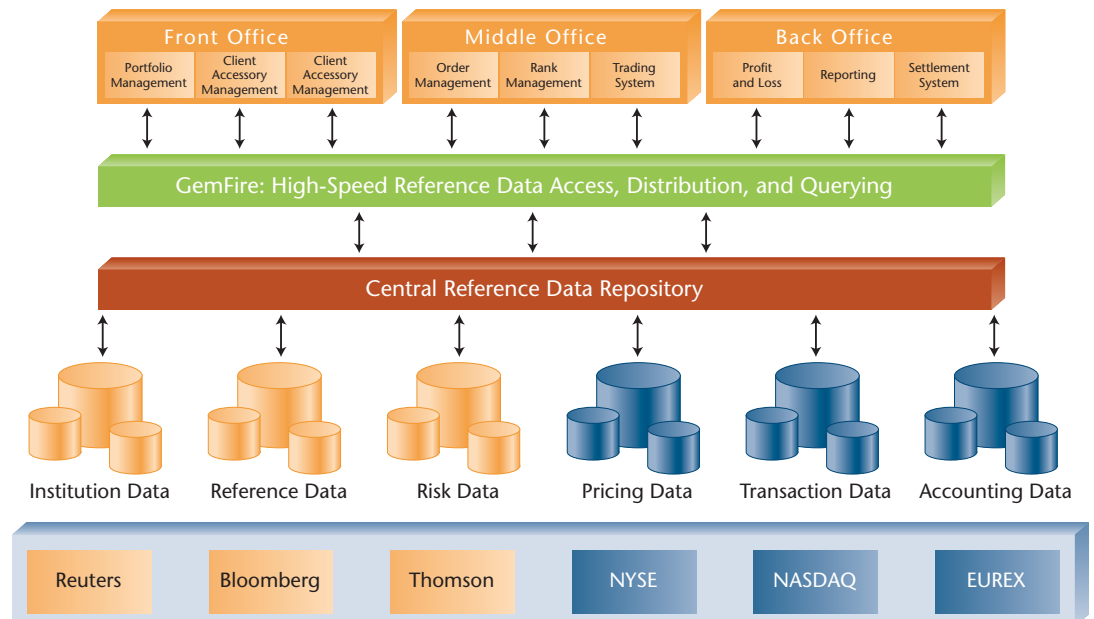 Front Office
Middle Office
Back Office
Portfolio
Management
Client
Accessory
Management
Client
Accessory
Management
Order
Management
Rank
Management
Trading
System
Profit
and Loss
Reporting
Settlement
System
GemFire: High-Speed Reference Data Access, Distribution, and Querying
Central Reference Data Repository
Institution Data
Reference Data
Risk Data
Pricing Data
Transaction Data
Accounting Data
Reuters
Bloomberg
Thomson
NYSE
NASDAQ
EUREX